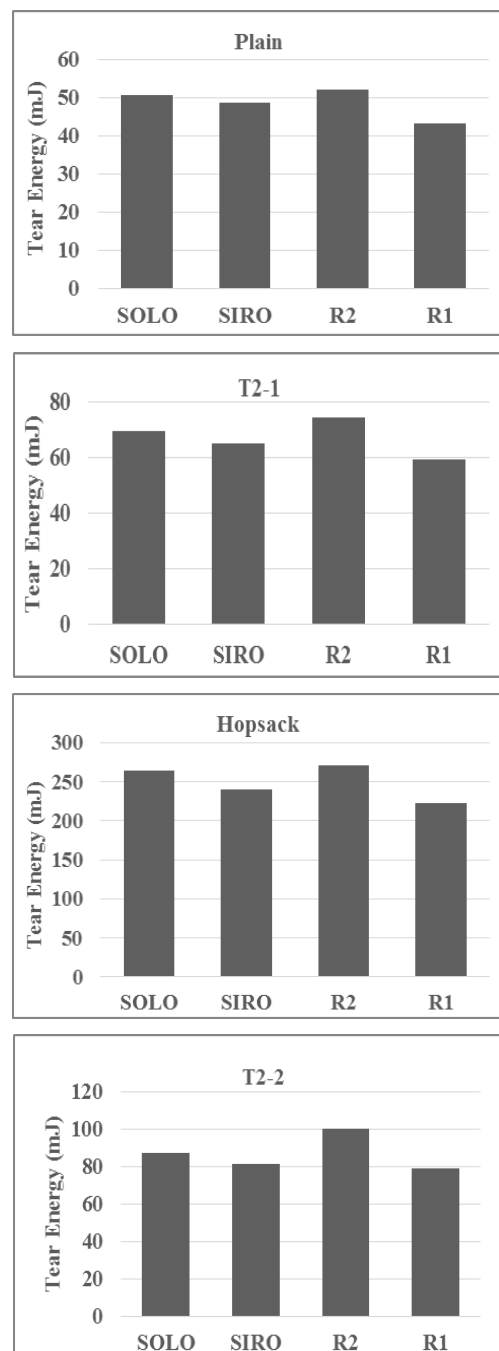 Plain
Tear Energy (mJ)
60
50
40
30
20
10
0
SOLO SIRO R2 R1
T2-1
Tear Energy (mJ)
80
60
40
20
0
SOLO SIRO R2 R1
Hopsack
Tear Energy (mJ)
300
250
200
150
100
50
0
SOLO SIRO R2 R1
T2-2
Tear Energy (mJ)
120
100
80
60
40
20
0
SOLO SIRO R2 R1